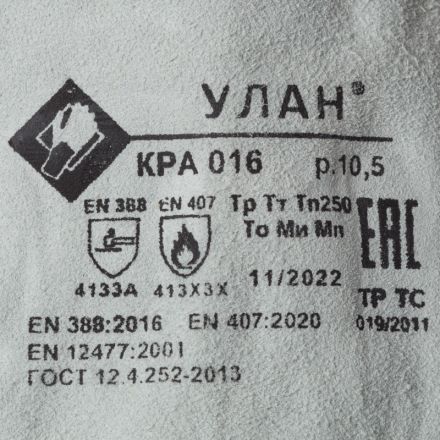 УЛАН®
КРА 016 р.10,5
EN 388 EN 407 Тр Тт Тп250
То Ми Мп
EAC
4133A 413X3X 11/2022
ТР ТС
EN 388:2016 EN 407:2020 019/2011
EN 12477:2001
ГОСТ 12.4.252-2013